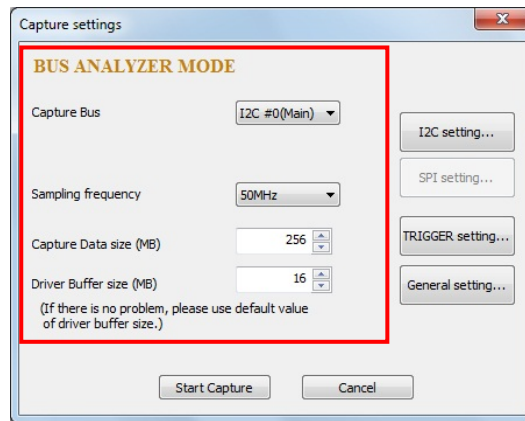 Capture settings
BUS ANALYZER MODE
Capture Bus
I2C #0(Main)
I2C setting...
SPI setting...
Sampling frequency
50MHz
TRIGGER setting...
Capture Data size (MB)
256
Driver Buffer size (MB)
16
General setting...
(If there is no problem, please use default value
of driver buffer size.)
Start Capture
Cancel